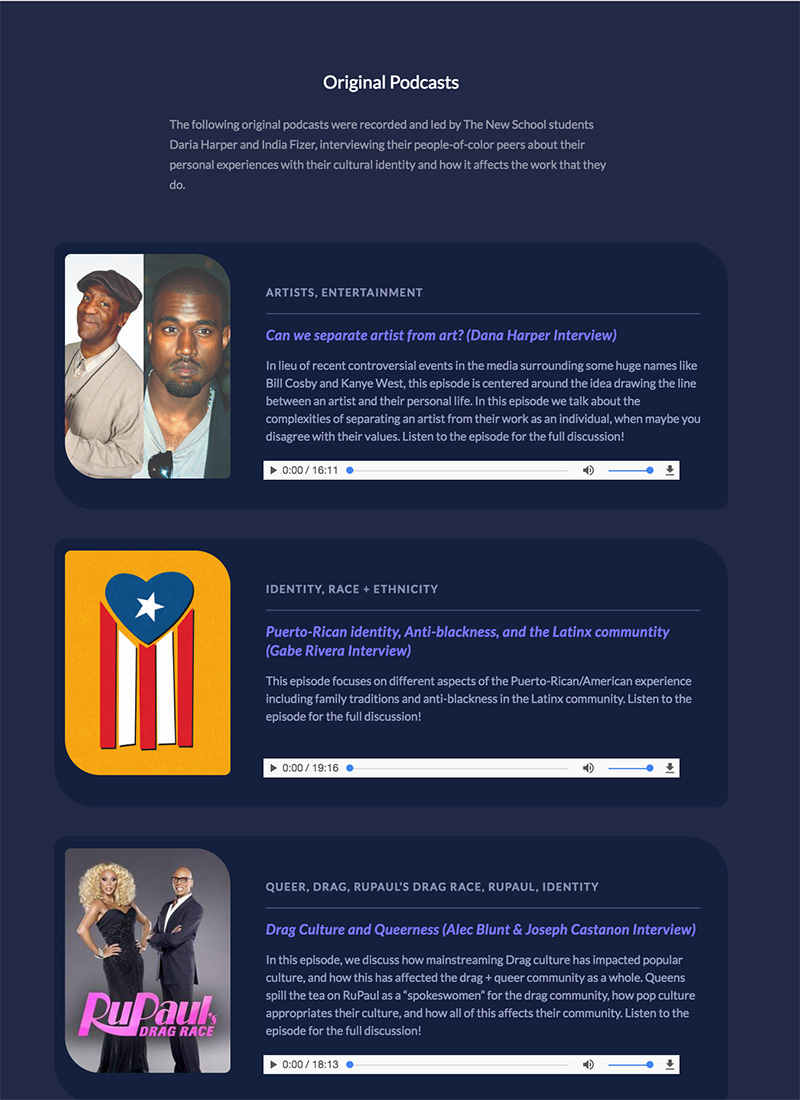 Original Podcasts
The following original podcasts were recorded and led by The New School students
Daria Harper and India Fizer, interviewing their people-of-color peers about their
personal experiences with their cultural identity and how it affects the work that they
do.
ARTISTS, ENTERTAINMENT
Can we separate artist from art? (Dana Harper Interview)
In lieu of recent controversial events in the media surrounding some huge names like
Bill Cosby and Kanye West, this episode is centered around the idea drawing the line
between an artist and their personal life. In this episode we talk about the
complexities of separating an artist from their work as an individual, when maybe you
disagree with their values. Listen to the episode for the full discussion!
0:00 / 16:11
IDENTITY, RACE + ETHNICITY
Puerto-Rican identity, Anti-blackness, and the Latinx communtity
(Gabe Rivera Interview)
This episode focuses on different aspects of the Puerto-Rican/American experience
including family traditions and anti-blackness in the Latinx community. Listen to the
episode for the full discussion!
0:00 / 19:16
RuPaul's
DRAG RACE
QUEER, DRAG, RUPAUL'S DRAG RACE, RUPAUL, IDENTITY
Drag Culture and Queerness (Alec Blunt & Joseph Castanon Interview)
In this episode, we discuss how mainstreaming Drag culture has impacted popular
culture, and how this has affected the drag + queer community as a whole. Queens
spill the tea on RuPaul as a "spokeswomen" for the drag community, how pop culture
appropriates their culture, and how all of this affects their community. Listen to the
episode for the full discussion!
0:00 / 18:13